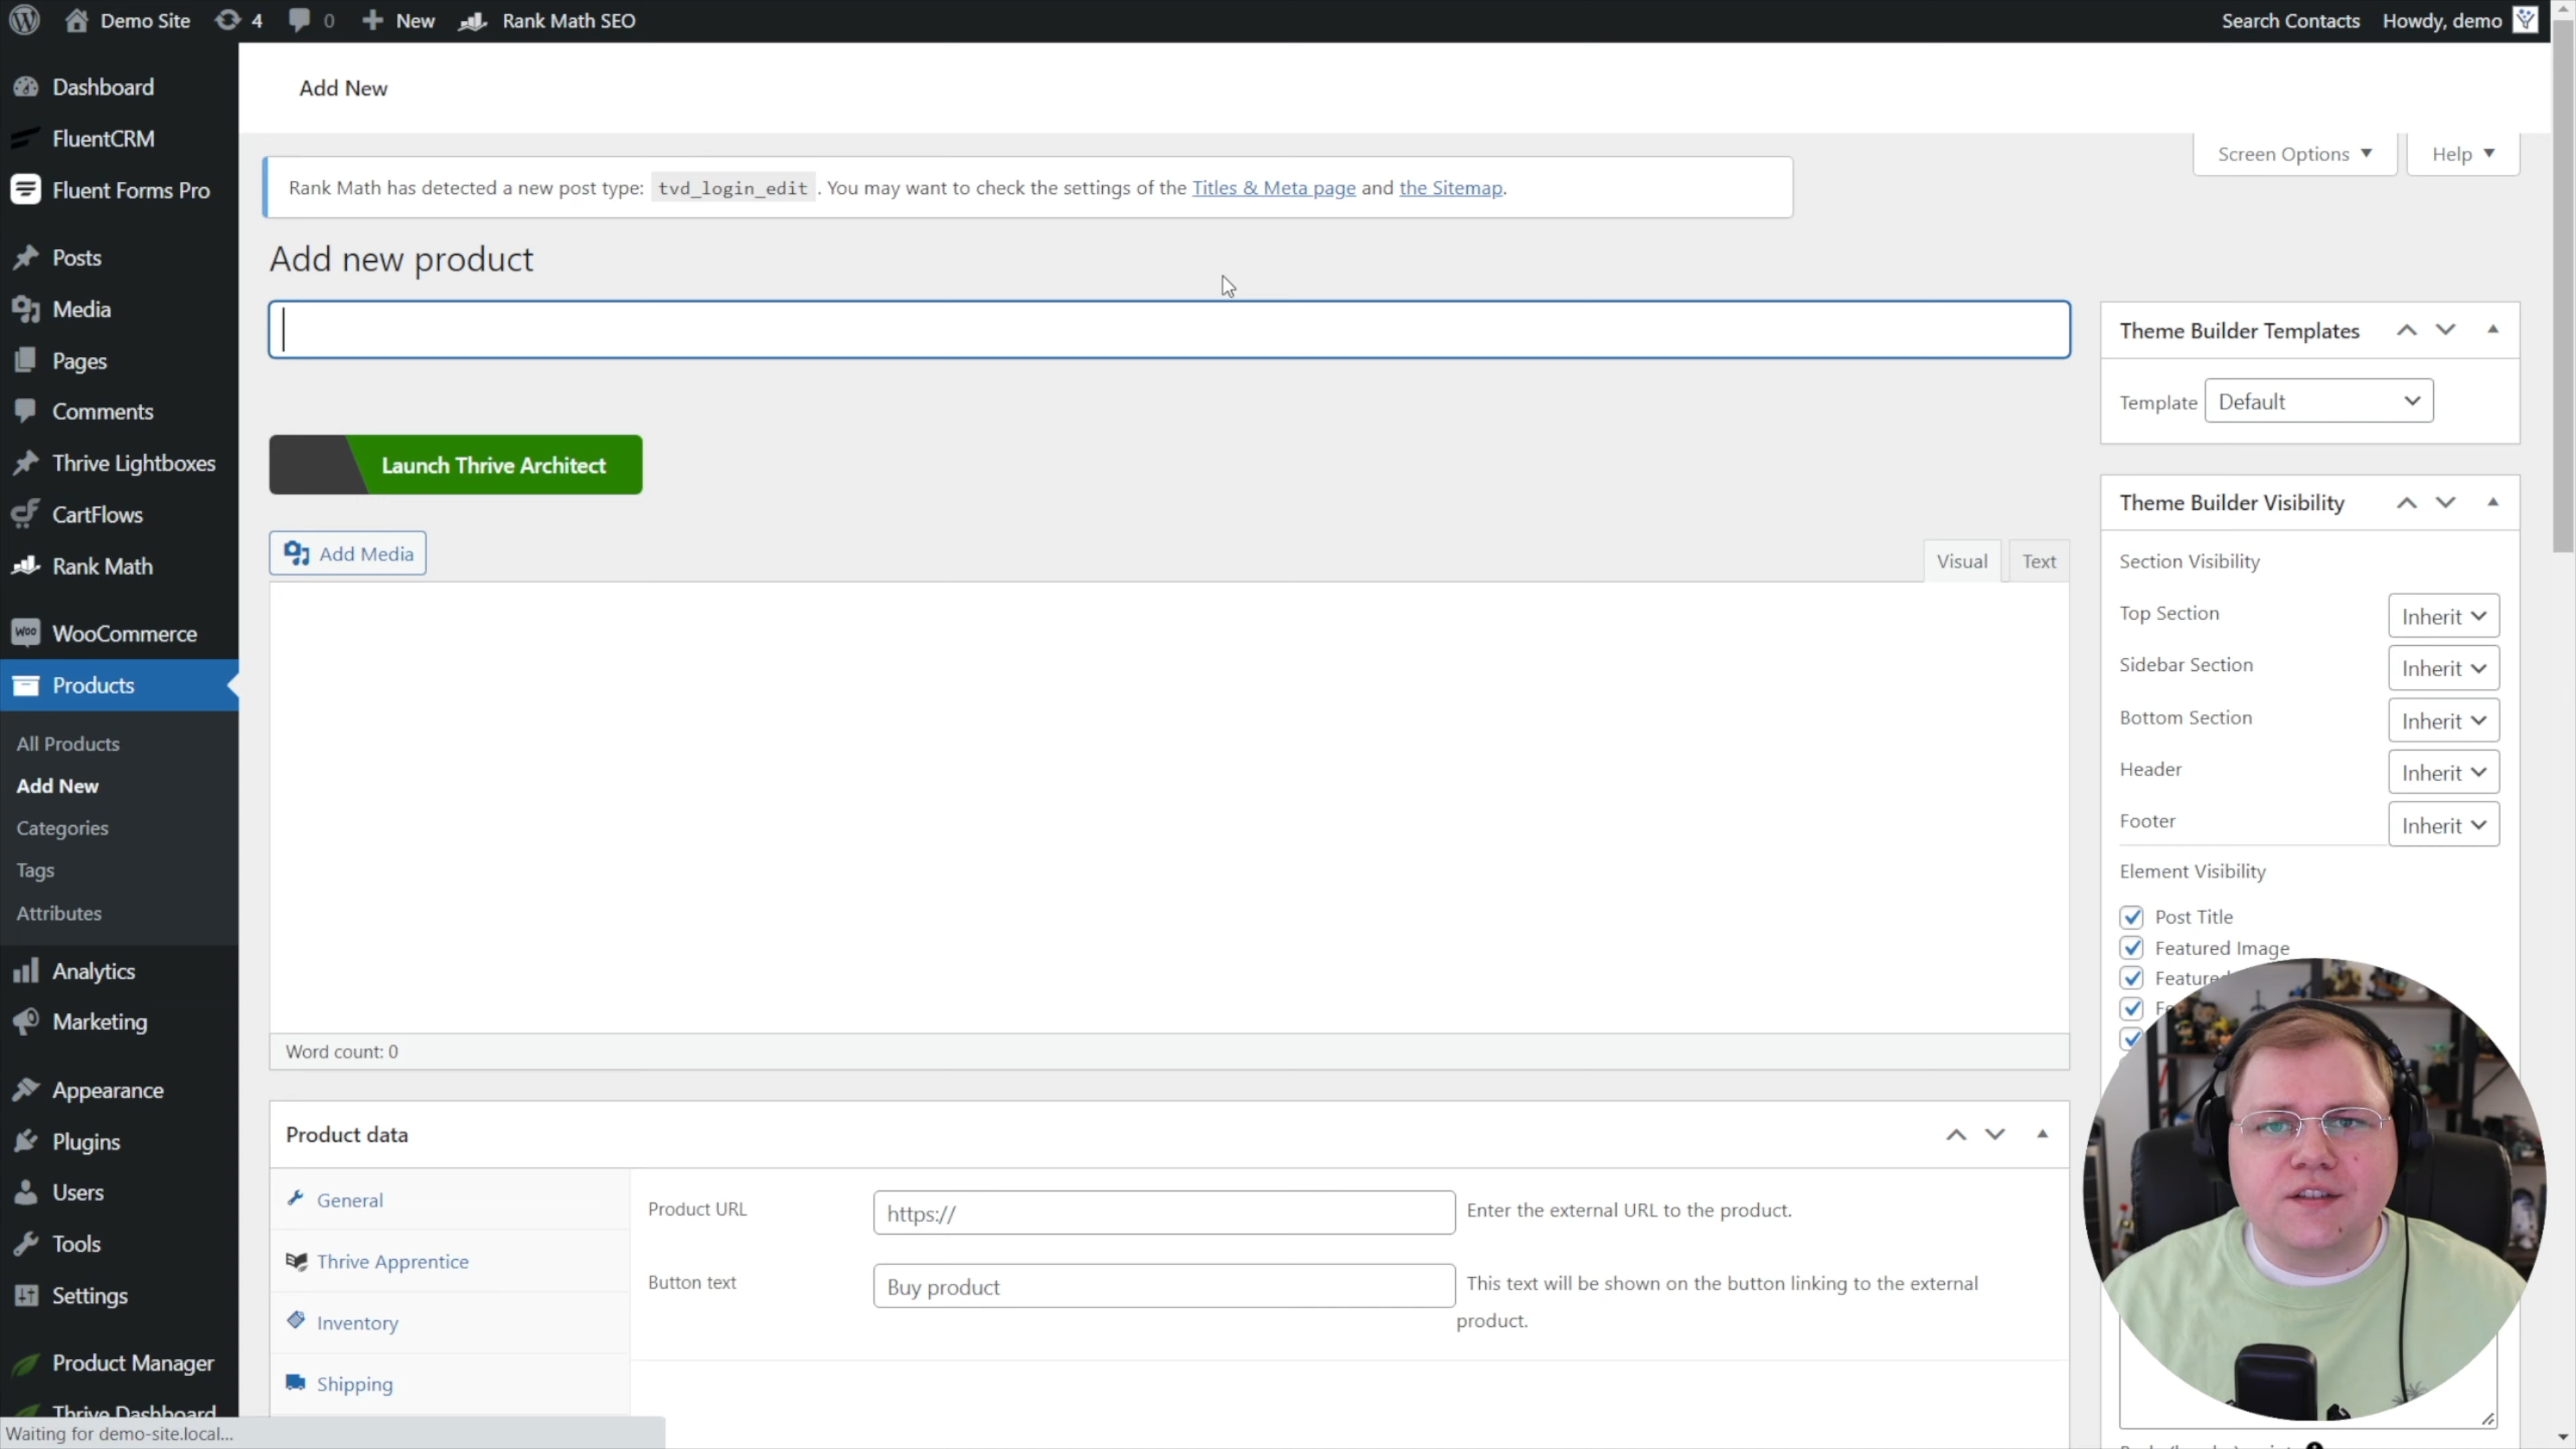 Demo Site 4 0 New Rank Math SEO Search Contacts Howdy, demo
Dashboard
FluentCRM
Fluent Forms Pro
Posts
Media
Pages
Comments
Thrive Lightboxes
CartFlows
Rank Math
Woo WooCommerce
Products
All Products
Add New
Categories
Tags
Attributes
Analytics
Marketing
Appearance
Plugins
Users
Tools
Settings
Product Manager
Thrive Dashboard
Waiting for demo-site.local...
Add New
Screen Options Help
Rank Math has detected a new post type: tvd_login_edit . You may want to check the settings of the Titles & Meta page and the Sitemap.
Add new product
Launch Thrive Architect
Add Media
Visual Text
Word count: 0
Product data
General
Thrive Apprentice
Inventory
Shipping
Product URL https:// Enter the external URL to the product.
Button text Buy product This text will be shown on the button linking to the external
product.
Theme Builder Templates
Template Default
Theme Builder Visibility
Section Visibility
Top Section Inherit
Sidebar Section Inherit
Bottom Section Inherit
Header Inherit
Footer Inherit
Element Visibility
Post Title
Featured Image